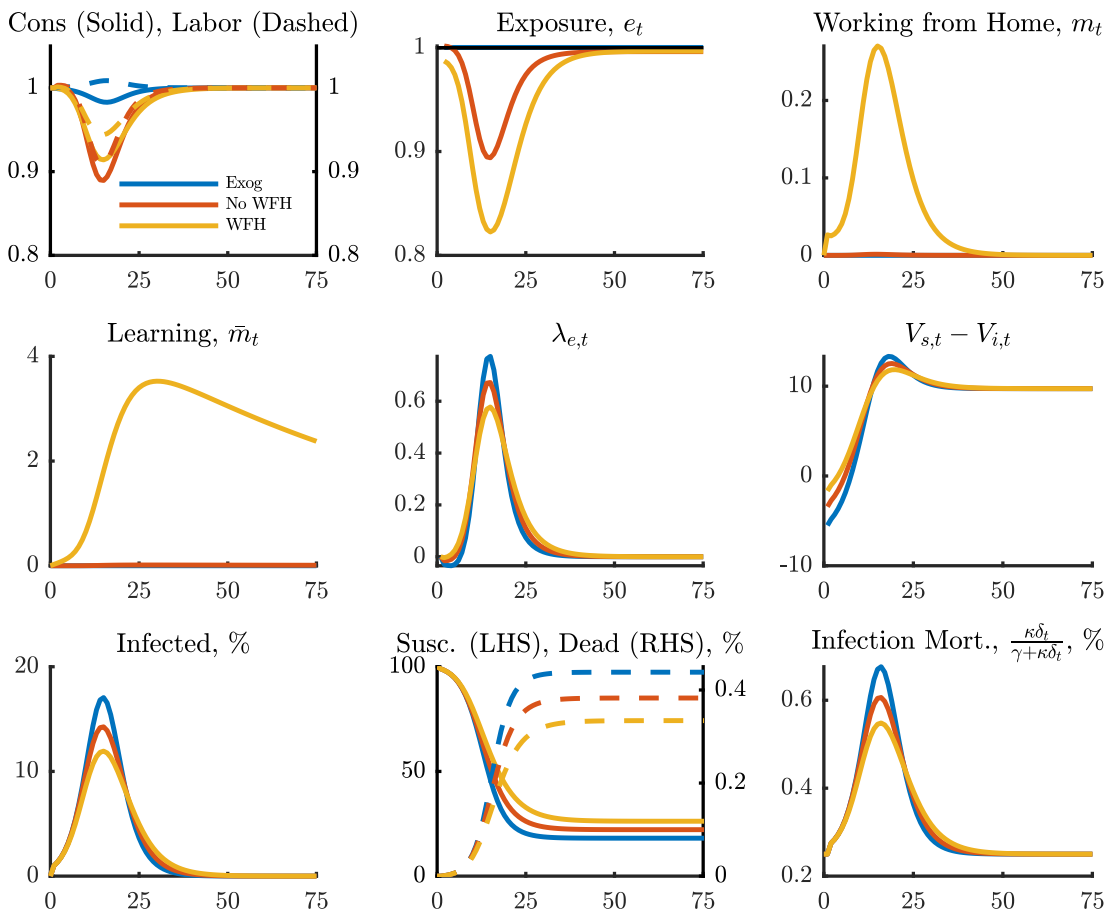 Cons (Solid), Labor (Dashed)
1 1
0.9 0.9
0.8 0.8
Exog
No WFH
WFH
0 25 50 75
Exposure, e_t
1
0.9
0.8
0 25 50 75
Working from Home, m_t
0.2
0.1
0
0 25 50 75
Learning, m̄_t
4
2
0
0 25 50 75
λ_{e,t}
0.6
0.4
0.2
0
0 25 50 75
V_{s,t} − V_{i,t}
10
0
-10
0 25 50 75
Infected, %
20
10
0
0 25 50 75
Susc. (LHS), Dead (RHS), %
100
50
0
0.4
0.2
0
0 25 50 75
Infection Mort., κδ_t/(γ+κδ_t), %
0.6
0.4
0.2
0 25 50 75